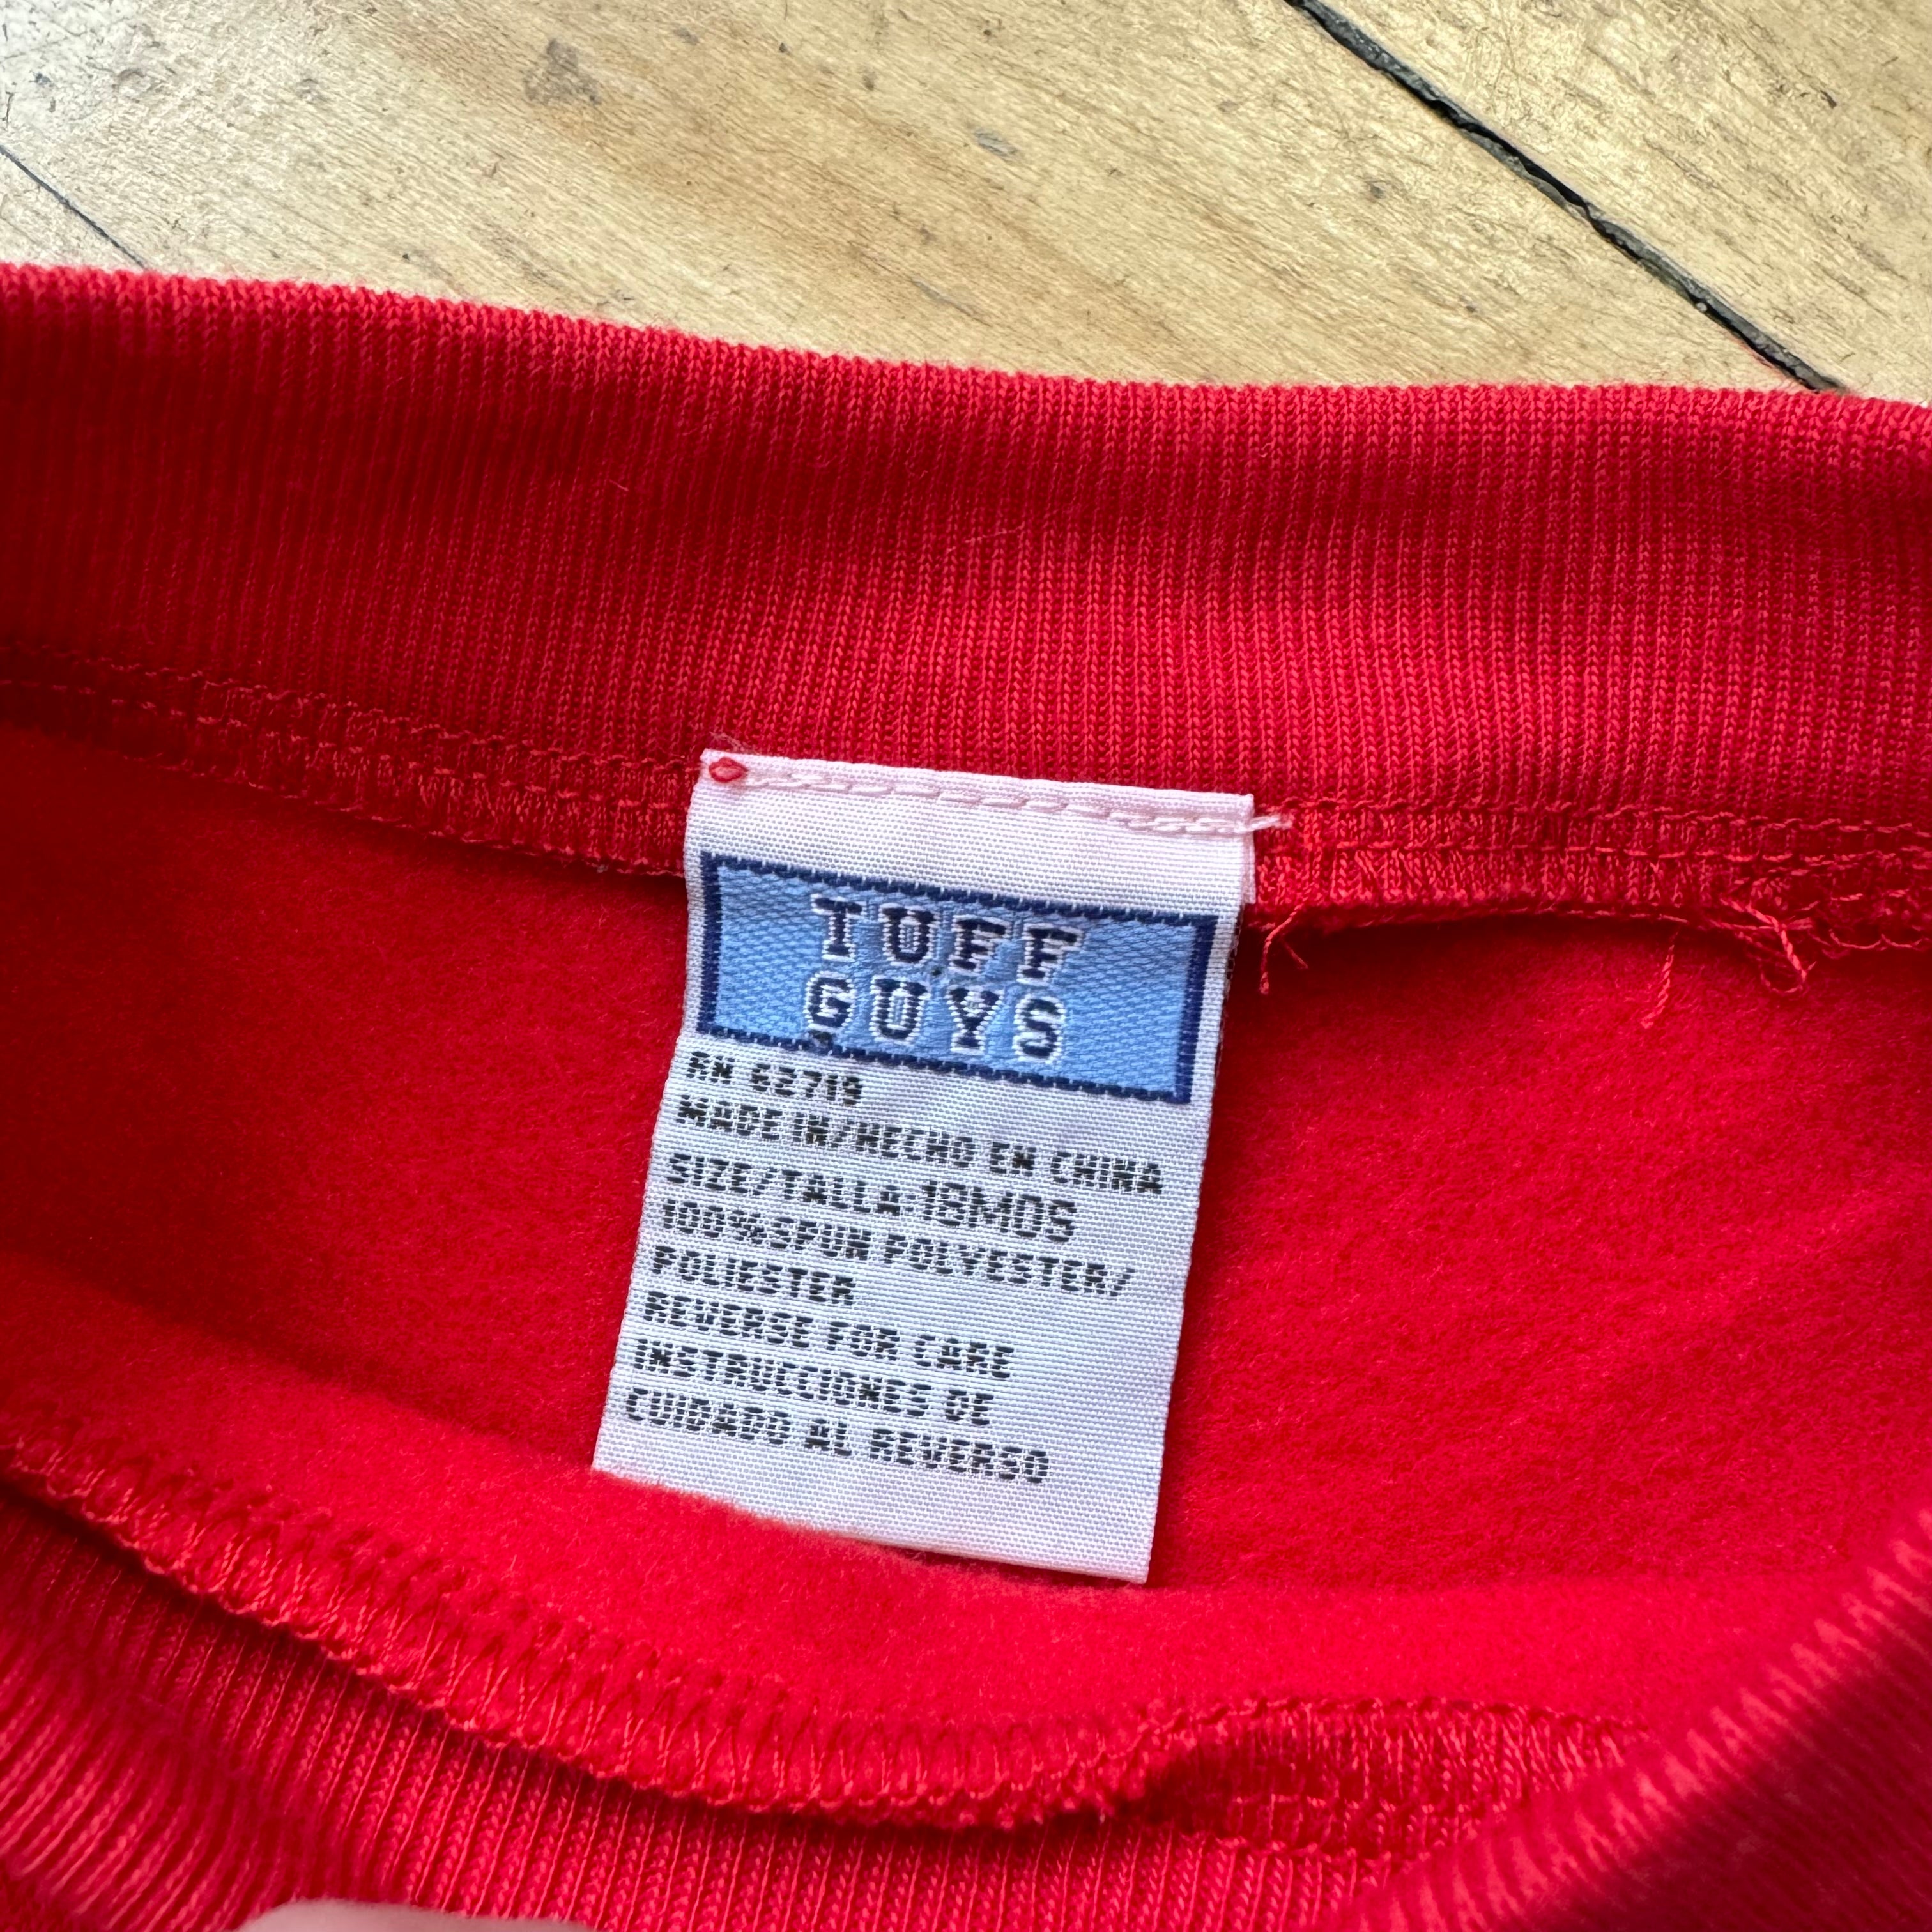 TUFF
GUYS
RN 62719
MADE IN/HECHO EN CHINA
SIZE/TALLA:18MOS
100%SPUN POLYESTER/
POLIESTER
REVERSE FOR CARE
INSTRUCCIONES DE
CUIDADO AL REVERSO